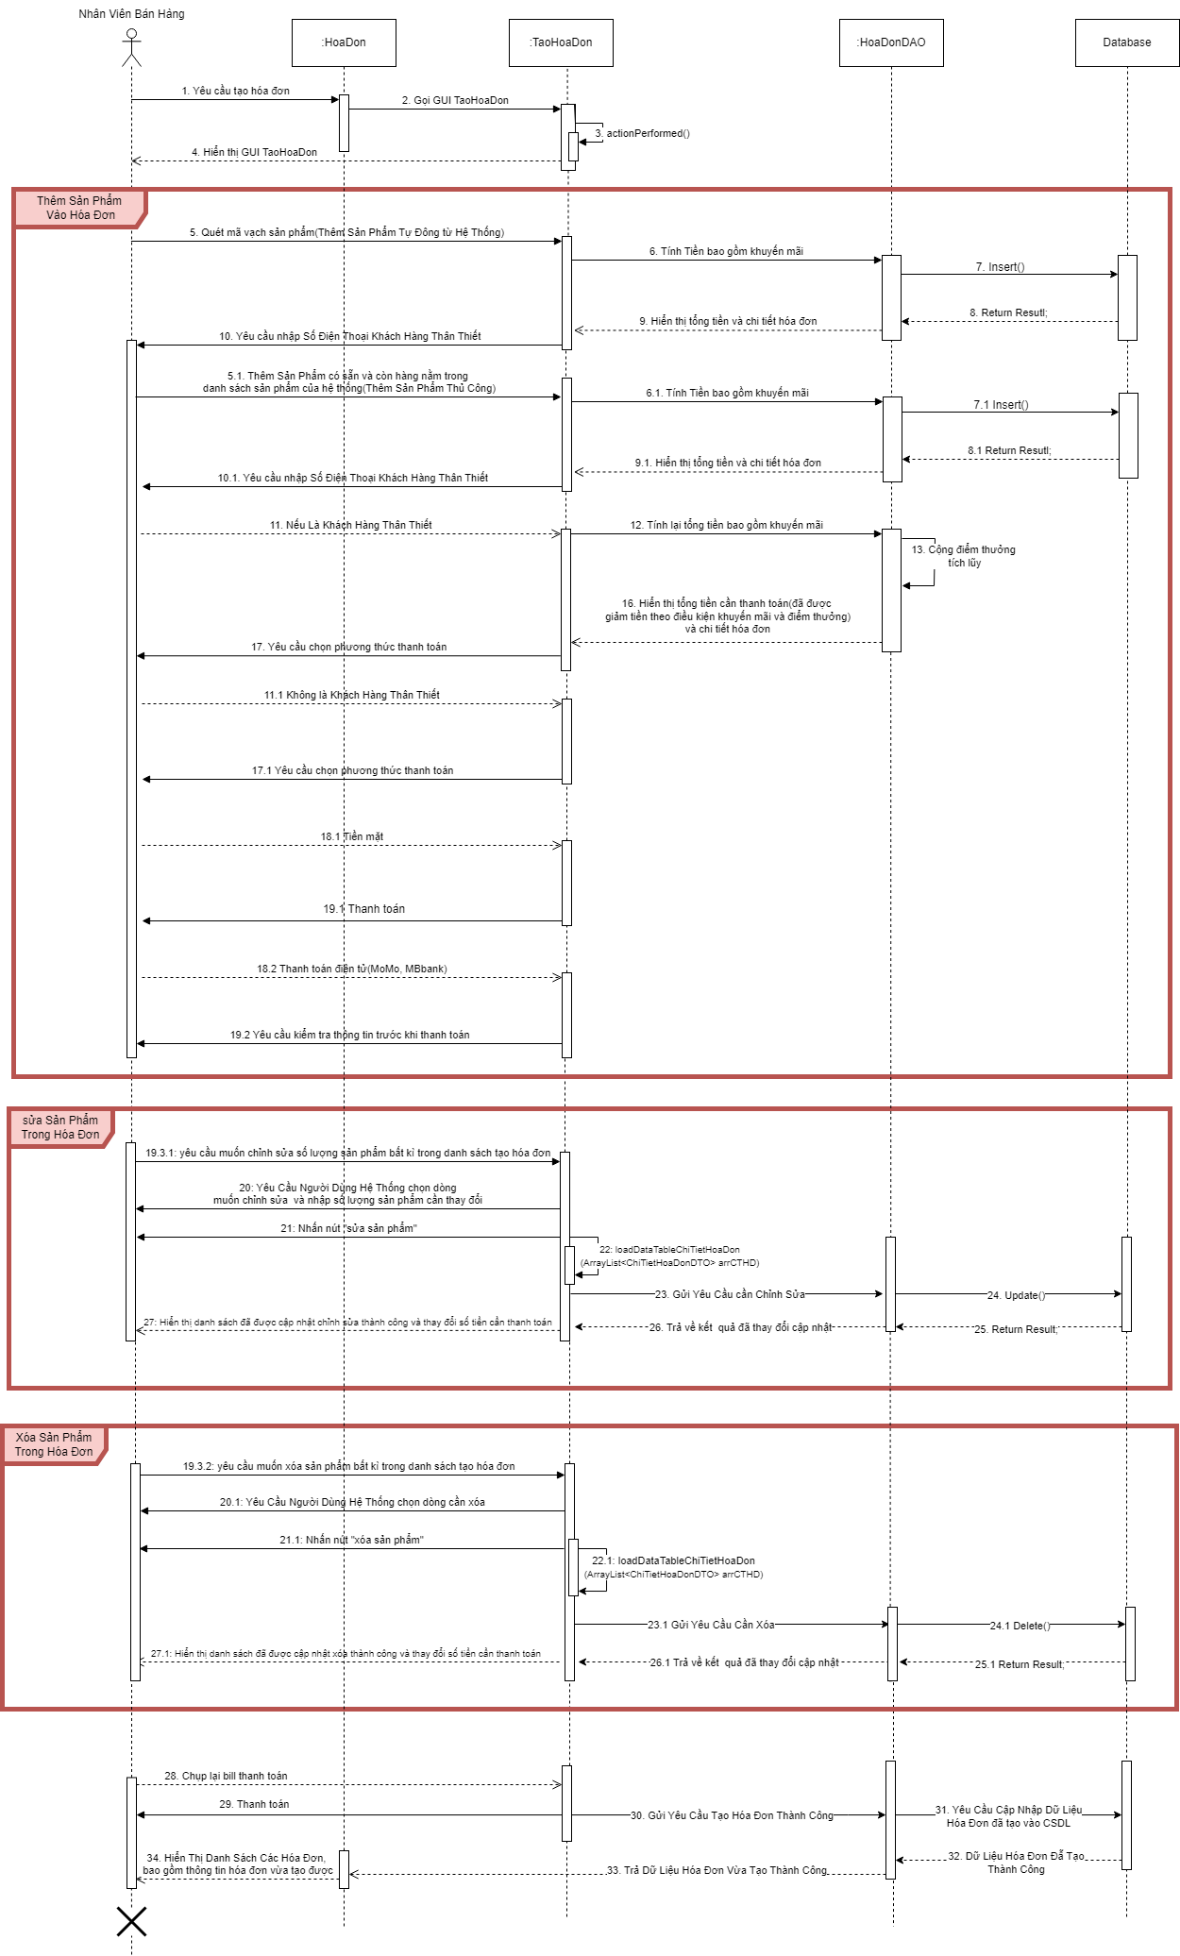 Nhân Viên Bán Hàng
:HoaDon
:TaoHoaDon
:HoaDonDAO
Database
1. Yêu cầu tạo hóa đơn
2. Gọi GUI TaoHoaDon
3. actionPerformed()
4. Hiển thị GUI TaoHoaDon
Thêm Sản Phẩm
Vào Hóa Đơn
5. Quét mã vạch sản phẩm(Thêm Sản Phẩm Tự Đông từ Hệ Thống)
6. Tính Tiền bao gồm khuyến mãi
7. Insert()
8. Return Resutl;
9. Hiển thị tổng tiền và chi tiết hóa đơn
10. Yêu cầu nhập Số Điện Thoại Khách Hàng Thân Thiết
5.1. Thêm Sản Phẩm có sẵn và còn hàng nằm trong
danh sách sản phẩm của hệ thống(Thêm Sản Phẩm Thủ Công)
6.1. Tính Tiền bao gồm khuyến mãi
7.1 Insert()
8.1 Return Resutl;
9.1. Hiển thị tổng tiền và chi tiết hóa đơn
10.1. Yêu cầu nhập Số Điện Thoại Khách Hàng Thân Thiết
11. Nếu Là Khách Hàng Thân Thiết
12. Tính lại tổng tiền bao gồm khuyến mãi
13. Cộng điểm thưởng
tích lũy
16. Hiển thị tổng tiền cần thanh toán(đã được
giảm tiền theo điều kiện khuyến mãi và điểm thưởng)
và chi tiết hóa đơn
17. Yêu cầu chọn phương thức thanh toán
11.1 Không là Khách Hàng Thân Thiết
17.1 Yêu cầu chọn phương thức thanh toán
18.1 Tiền mặt
19.1 Thanh toán
18.2 Thanh toán điện tử(MoMo, MBbank)
19.2 Yêu cầu kiểm tra thông tin trước khi thanh toán
sửa Sản Phẩm
Trong Hóa Đơn
19.3.1: yêu cầu muốn chỉnh sửa số lượng sản phẩm bất kì trong danh sách tạo hóa đơn
20: Yêu Cầu Người Dùng Hệ Thống chọn dòng
muốn chỉnh sửa và nhập số lượng sản phẩm cần thay đổi
21: Nhấn nút "sửa sản phẩm"
22: loadDataTableChiTietHoaDon
(ArrayList<ChiTietHoaDonDTO> arrCTHD)
23. Gửi Yêu Cầu cần Chỉnh Sửa
24. Update()
27: Hiển thị danh sách đã được cập nhật chỉnh sửa thành công và thay đổi số tiền cần thanh toán
26. Trả về kết quả đã thay đổi cập nhật
25. Return Result;
Xóa Sản Phẩm
Trong Hóa Đơn
19.3.2: yêu cầu muốn xóa sản phẩm bất kì trong danh sách tạo hóa đơn
20.1: Yêu Cầu Người Dùng Hệ Thống chọn dòng cần xóa
21.1: Nhấn nút "xóa sản phẩm"
22.1: loadDataTableChiTietHoaDon
(ArrayList<ChiTietHoaDonDTO> arrCTHD)
23.1 Gửi Yêu Cầu Cần Xóa
24.1 Delete()
27.1: Hiển thị danh sách đã được cập nhật xóa thành công và thay đổi số tiền cần thanh toán
26.1 Trả về kết quả đã thay đổi cập nhật
25.1 Return Result;
28. Chụp lại bill thanh toán
29. Thanh toán
30. Gửi Yêu Cầu Tạo Hóa Đơn Thành Công
31. Yêu Cầu Cập Nhập Dữ Liệu
Hóa Đơn đã tạo vào CSDL
34. Hiển Thị Danh Sách Các Hóa Đơn,
bao gồm thông tin hóa đơn vừa tạo được
33. Trả Dữ Liệu Hóa Đơn Vừa Tạo Thành Công
32. Dữ Liệu Hóa Đơn Đẫ Tạo
Thành Công